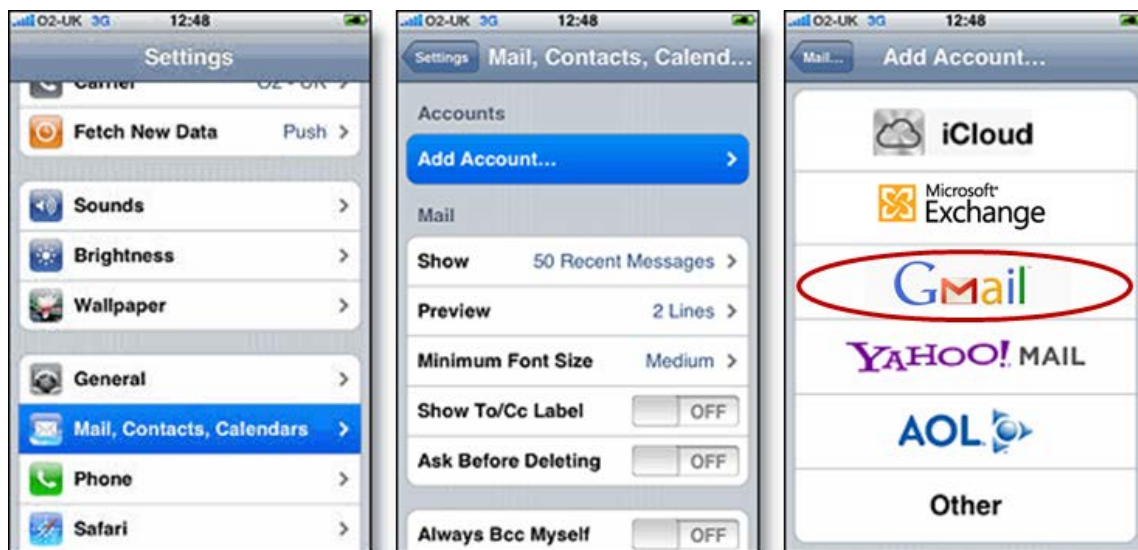 O2-UK 3G 12:48
Settings
Carrier O2 - UK >
Fetch New Data Push >
Sounds >
Brightness >
Wallpaper >
General >
Mail, Contacts, Calendars >
Phone >
Safari >
O2-UK 3G 12:48
Settings Mail, Contacts, Calend...
Accounts
Add Account... >
Mail
Show 50 Recent Messages >
Preview 2 Lines >
Minimum Font Size Medium >
Show To/Cc Label OFF
Ask Before Deleting OFF
Always Bcc Myself OFF
O2-UK 3G 12:48
Mail... Add Account...
iCloud
Microsoft
Exchange
Gmail
YAHOO! MAIL
AOL
Other